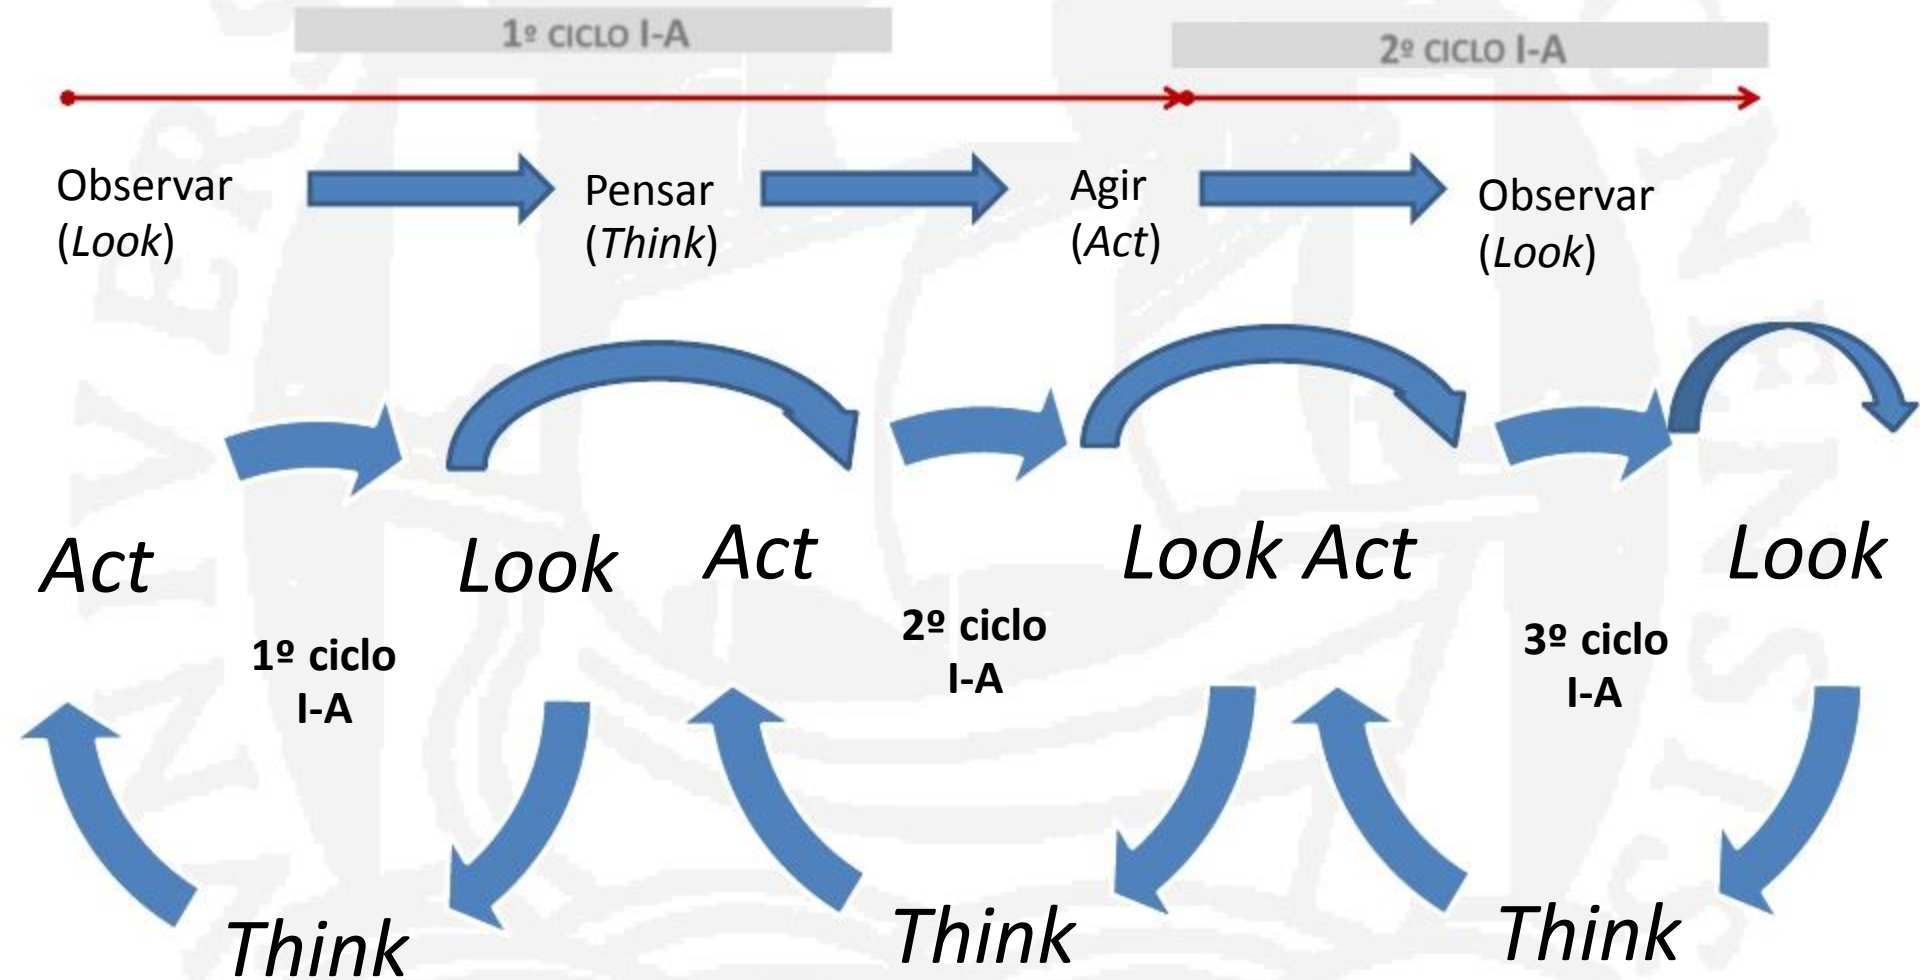 1º CICLO I-A
2º CICLO I-A
Observar
(Look)
Pensar
(Think)
Agir
(Act)
Observar
(Look)
Act
Look
Act
Look
Act
Look
1º ciclo
I-A
2º ciclo
I-A
3º ciclo
I-A
Think
Think
Think